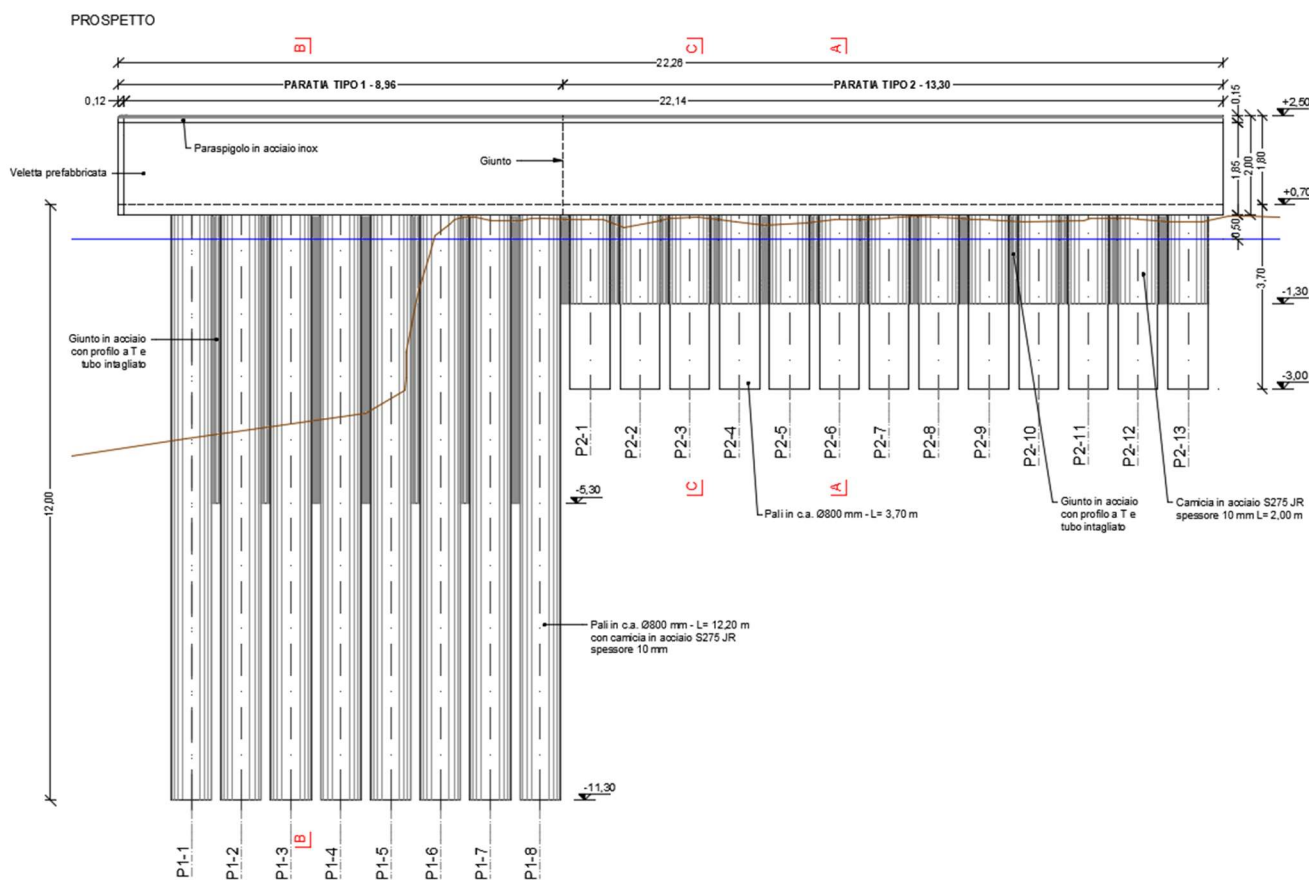 PROSPETTO
B
C
A
22,26
PARATIA TIPO 1 - 8,96
PARATIA TIPO 2 - 13,30
0,12
22,14
0,15
+2,50
Paraspigolo in acciaio inox
Giunto
Veletta prefabbricata
1,85
2,00
1,80
+0,70
0,50
3,70
-1,30
Giunto in acciaio
con profilo a T e
tubo intagliato
-3,00
P2-1
P2-2
P2-3
P2-4
P2-5
P2-6
P2-7
P2-8
P2-9
P2-10
P2-11
P2-12
P2-13
12,00
-5,30
C
A
Pali in c.a. Ø800 mm - L= 3,70 m
Giunto in acciaio
con profilo a T e
tubo intagliato
Camicia in acciaio S275 JR
spessore 10 mm L= 2,00 m
Pali in c.a. Ø800 mm - L= 12,20 m
con camicia in acciaio S275 JR
spessore 10 mm
-11,30
B
P1-1
P1-2
P1-3
P1-4
P1-5
P1-6
P1-7
P1-8